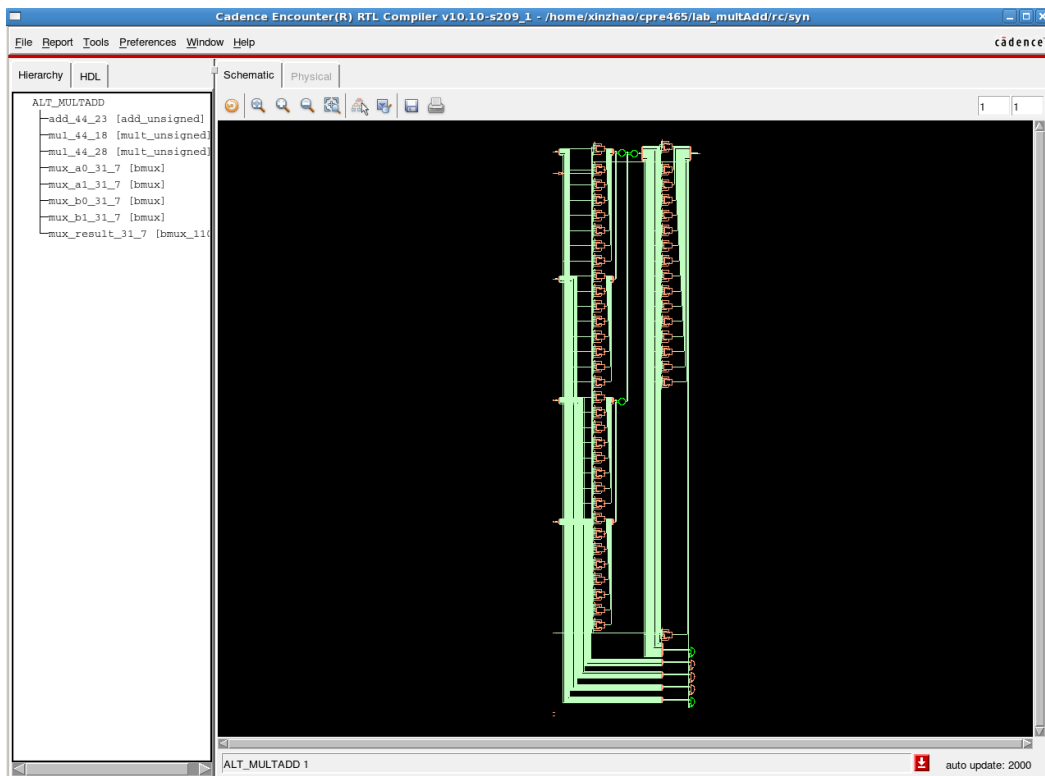 Cadence Encounter(R) RTL Compiler v10.10-s209_1 - /home/xinzhao/cpre465/lab_multAdd/rc/syn
File Report Tools Preferences Window Help
cādence
Hierarchy HDL
Schematic Physical
1 1
ALT_MULTADD
add_44_23 [add_unsigned]
mul_44_18 [mult_unsigned]
mul_44_28 [mult_unsigned]
mux_a0_31_7 [bmux]
mux_a1_31_7 [bmux]
mux_b0_31_7 [bmux]
mux_b1_31_7 [bmux]
mux_result_31_7 [bmux_110
ALT_MULTADD 1
auto update: 2000